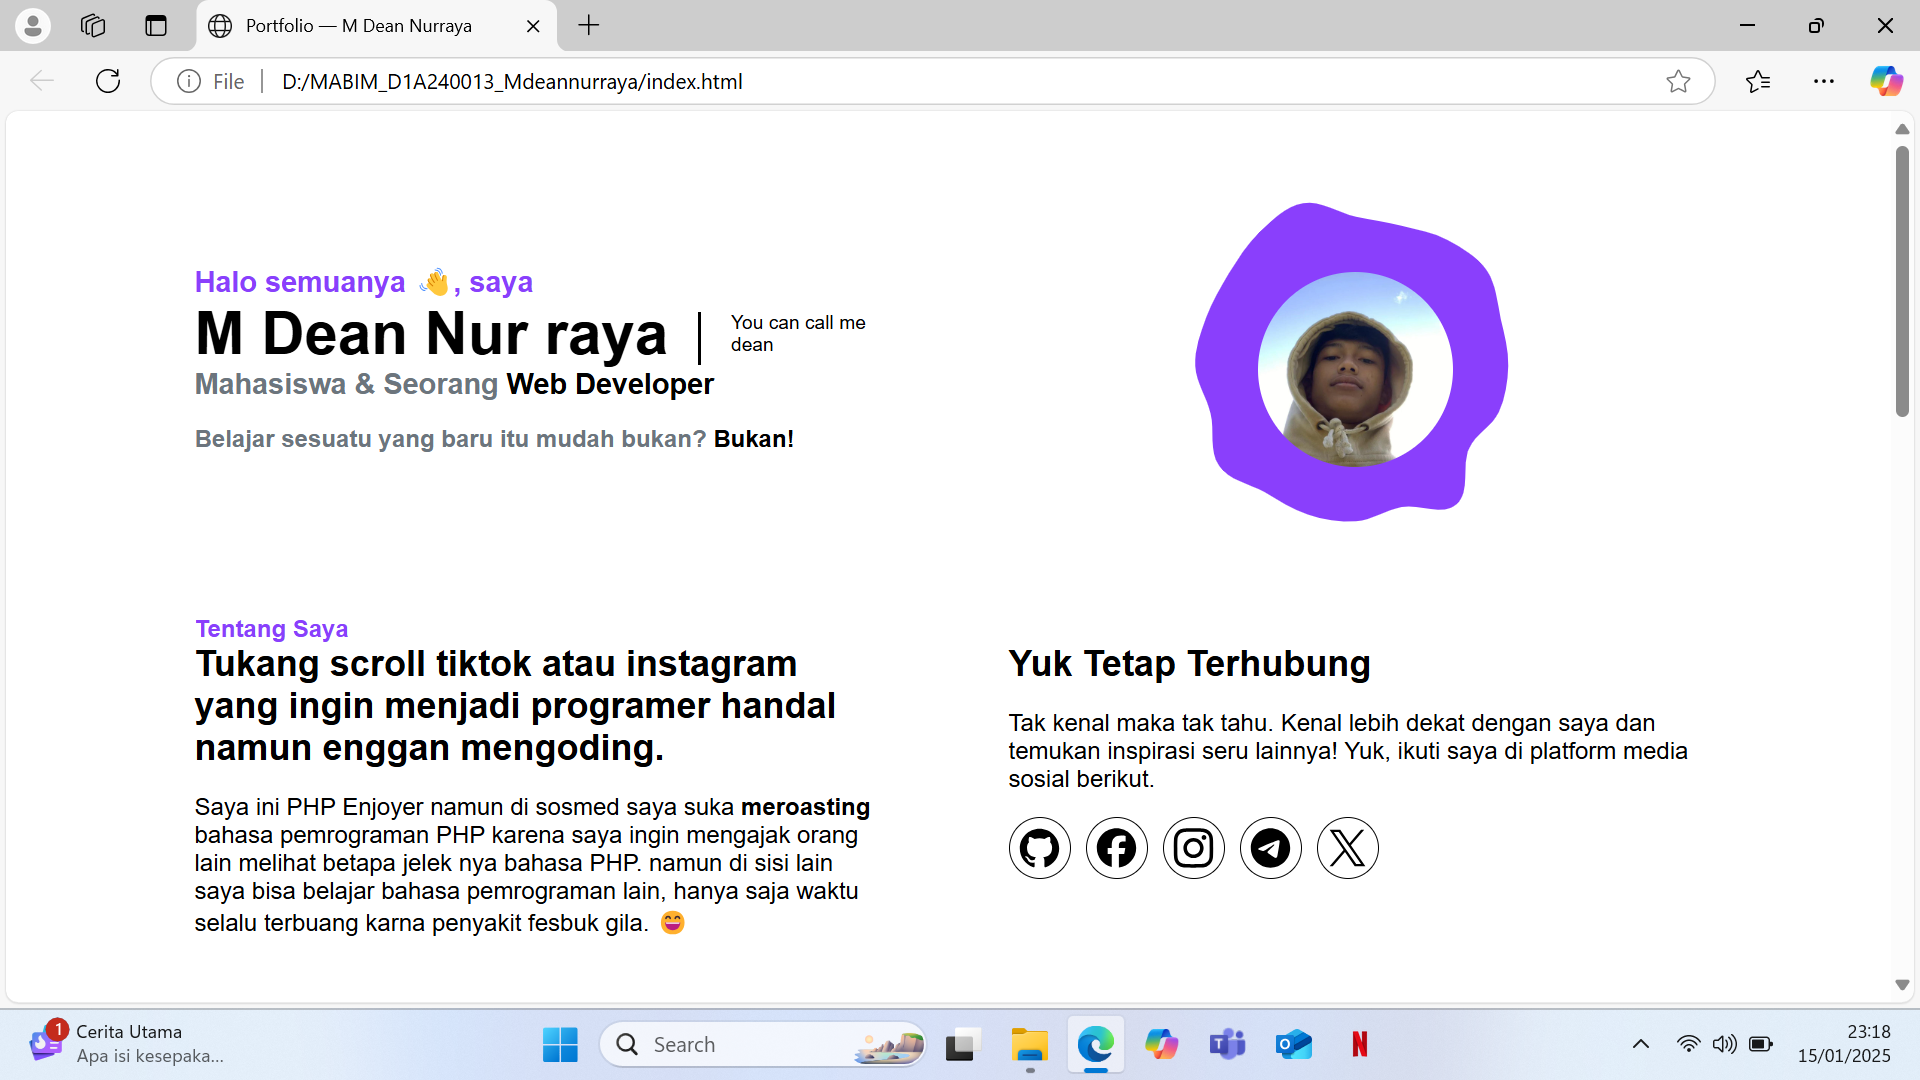 Portfolio — M Dean Nurraya
File
D:/MABIM_D1A240013_Mdeannurraya/index.html
Halo semuanya 👋, saya
M Dean Nur raya
You can call me
dean
Mahasiswa & Seorang Web Developer
Belajar sesuatu yang baru itu mudah bukan? Bukan!
Tentang Saya
Tukang scroll tiktok atau instagram
yang ingin menjadi programer handal
namun enggan mengoding.
Saya ini PHP Enjoyer namun di sosmed saya suka meroasting
bahasa pemrograman PHP karena saya ingin mengajak orang
lain melihat betapa jelek nya bahasa PHP. namun di sisi lain
saya bisa belajar bahasa pemrograman lain, hanya saja waktu
selalu terbuang karna penyakit fesbuk gila. 😄
Yuk Tetap Terhubung
Tak kenal maka tak tahu. Kenal lebih dekat dengan saya dan
temukan inspirasi seru lainnya! Yuk, ikuti saya di platform media
sosial berikut.
1
Cerita Utama
Apa isi kesepaka...
Search
23:18
15/01/2025